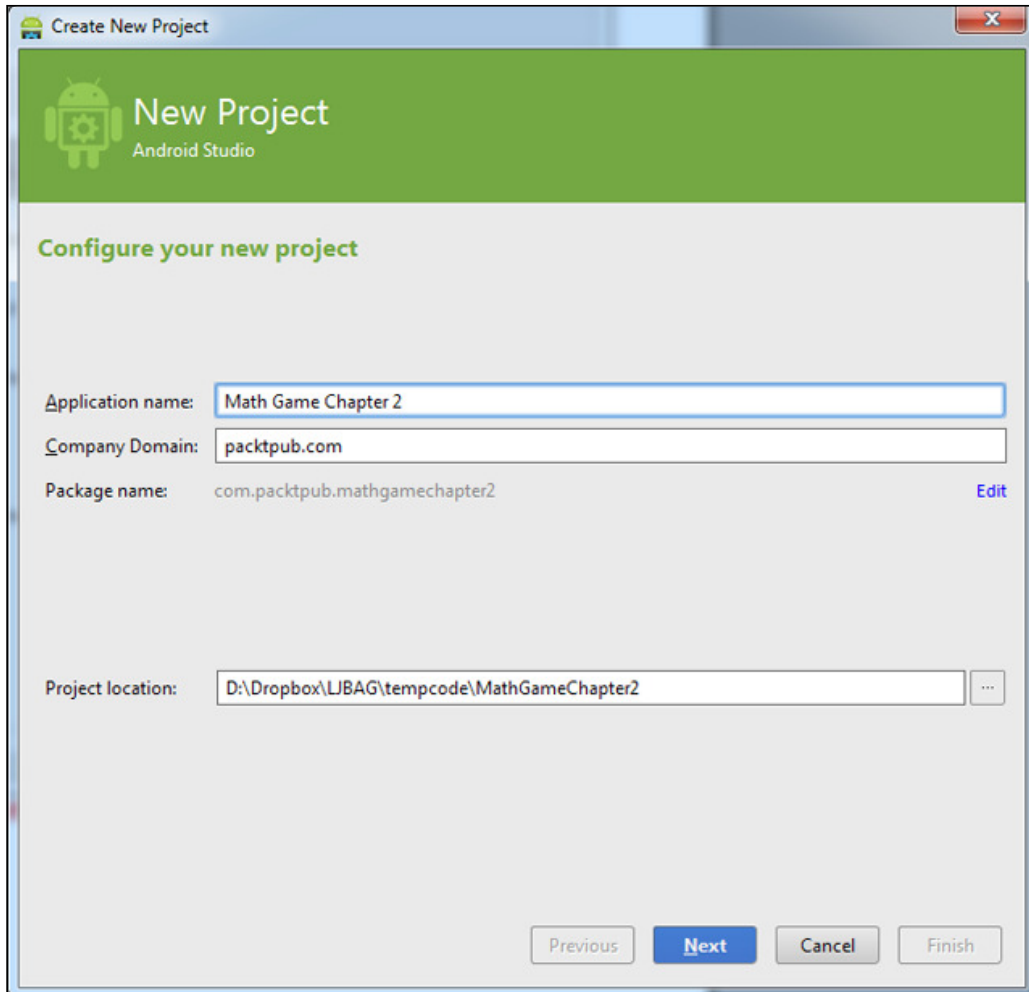 Create New Project
New Project
Android Studio
Configure your new project
Application name: Math Game Chapter 2
Company Domain: packtpub.com
Package name: com.packtpub.mathgamechapter2 Edit
Project location: D:\Dropbox\LJBAG\tempcode\MathGameChapter2 ...
Previous Next Cancel Finish